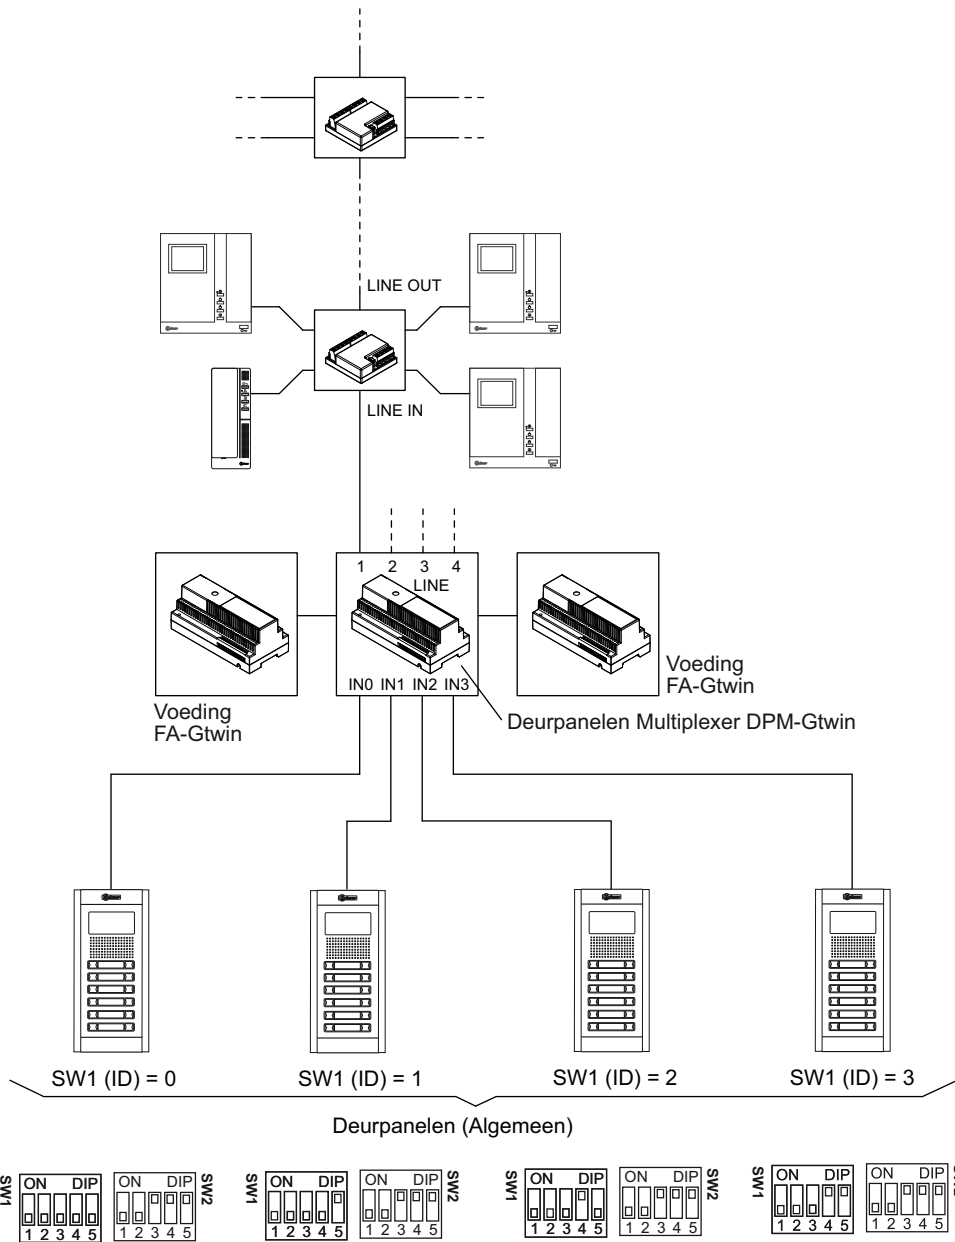 LINE OUT
LINE IN
1 2 3 4
LINE
IN0 IN1 IN2 IN3
Voeding
FA-Gtwin
Voeding
FA-Gtwin
Deurpanelen Multiplexer DPM-Gtwin
SW1 (ID) = 0
SW1 (ID) = 1
SW1 (ID) = 2
SW1 (ID) = 3
Deurpanelen (Algemeen)
SW1
ON DIP
1 2 3 4 5
ON DIP
1 2 3 4 5
SW2
SW1
ON DIP
1 2 3 4 5
ON DIP
1 2 3 4 5
SW2
SW1
ON DIP
1 2 3 4 5
ON DIP
1 2 3 4 5
SW2
SW1
ON DIP
1 2 3 4 5
ON DIP
1 2 3 4 5